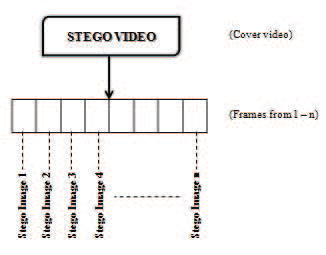 STEGO VIDEO
(Cover video)
(Frames from 1 – n)
Stego Image 1
Stego Image 2
Stego Image 3
Stego Image 4
Stego Image n